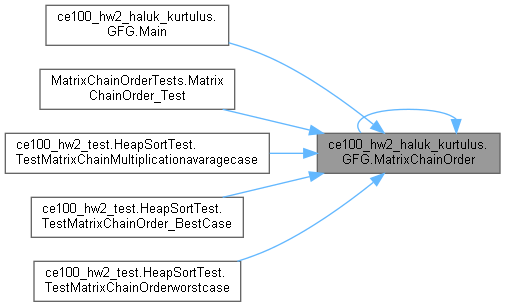 ce100_hw2_haluk_kurtulus.
GFG.Main
MatrixChainOrderTests.Matrix
ChainOrder_Test
ce100_hw2_test.HeapSortTest.
TestMatrixChainMultiplicationavaragecase
ce100_hw2_test.HeapSortTest.
TestMatrixChainOrder_BestCase
ce100_hw2_test.HeapSortTest.
TestMatrixChainOrderworstcase
ce100_hw2_haluk_kurtulus.
GFG.MatrixChainOrder